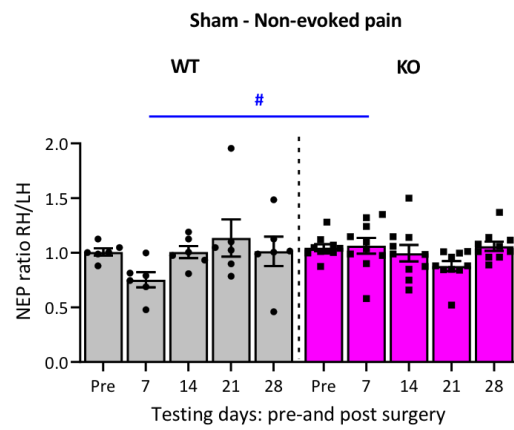 Sham - Non-evoked pain
WT KO
#
NEP ratio RH/LH
2.0
1.5
1.0
0.5
0.0
Pre 7 14 21 28 Pre 7 14 21 28
Testing days: pre-and post surgery